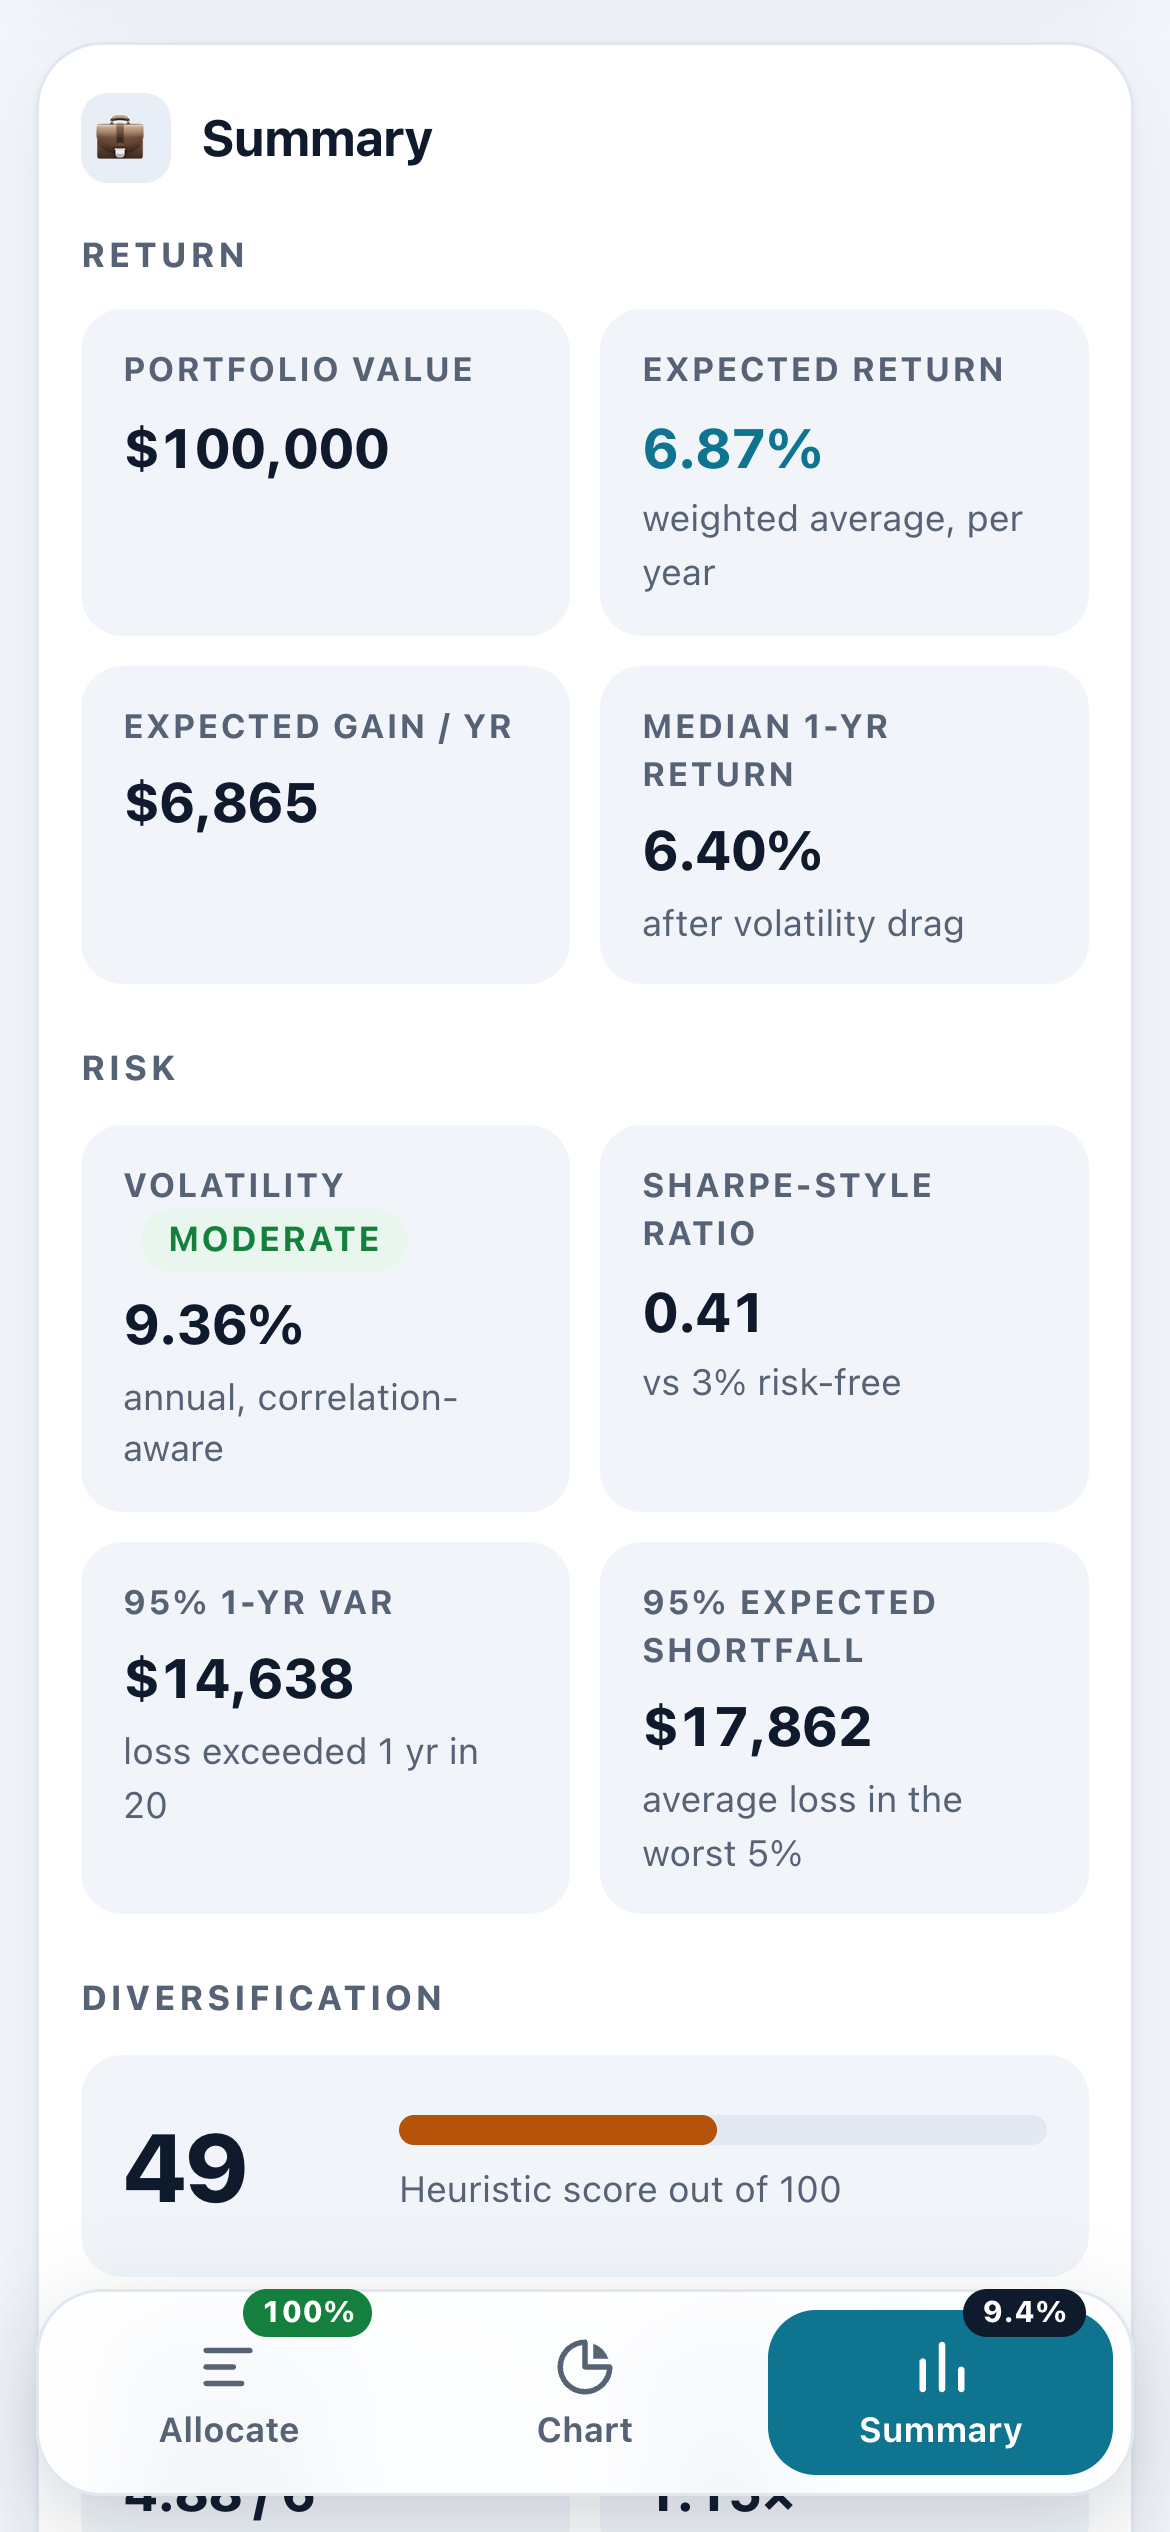 Summary
RETURN
PORTFOLIO VALUE
$100,000
EXPECTED RETURN
6.87%
weighted average, per
year
EXPECTED GAIN / YR
$6,865
MEDIAN 1-YR
RETURN
6.40%
after volatility drag
RISK
VOLATILITY
MODERATE
9.36%
annual, correlation-
aware
SHARPE-STYLE
RATIO
0.41
vs 3% risk-free
95% 1-YR VAR
$14,638
loss exceeded 1 yr in
20
95% EXPECTED
SHORTFALL
$17,862
average loss in the
worst 5%
DIVERSIFICATION
49
Heuristic score out of 100
100%
Allocate
Chart
9.4%
Summary